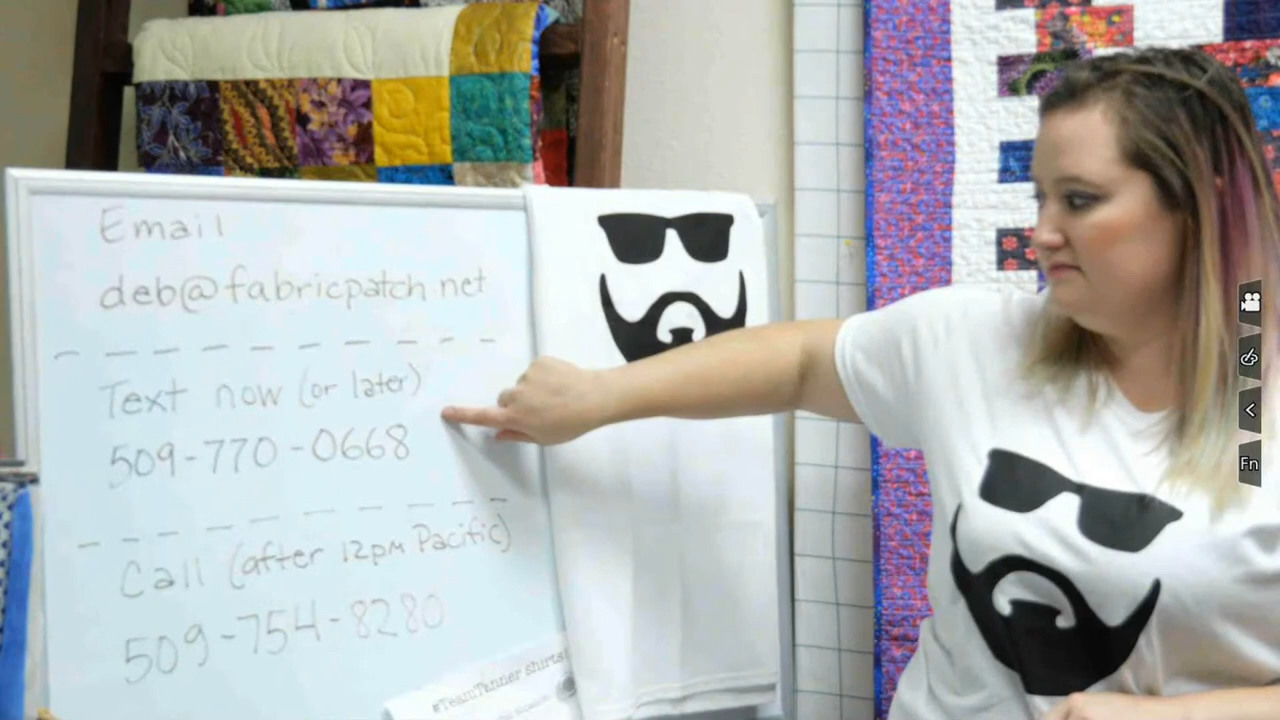 Email
deb@fabricpatch.net
Text now (or later)
509-770-0668
Call (after 12pm Pacific)
509-754-8280
#TeamTanner shirts!
Fn